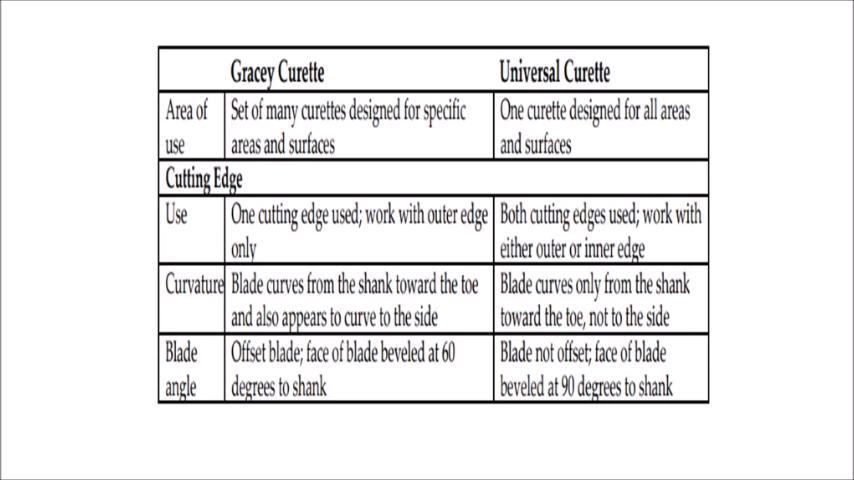 Gracey Curette Universal Curette
Area of use
Set of many curettes designed for specific
areas and surfaces
One curette designed for all areas
and surfaces
Cutting Edge
Use
One cutting edge used; work with outer edge
only
Both cutting edges used; work with
either outer or inner edge
Curvature
Blade curves from the shank toward the toe
and also appears to curve to the side
Blade curves only from the shank
toward the toe, not to the side
Blade
angle
Offset blade; face of blade beveled at 60
degrees to shank
Blade not offset; face of blade
beveled at 90 degrees to shank